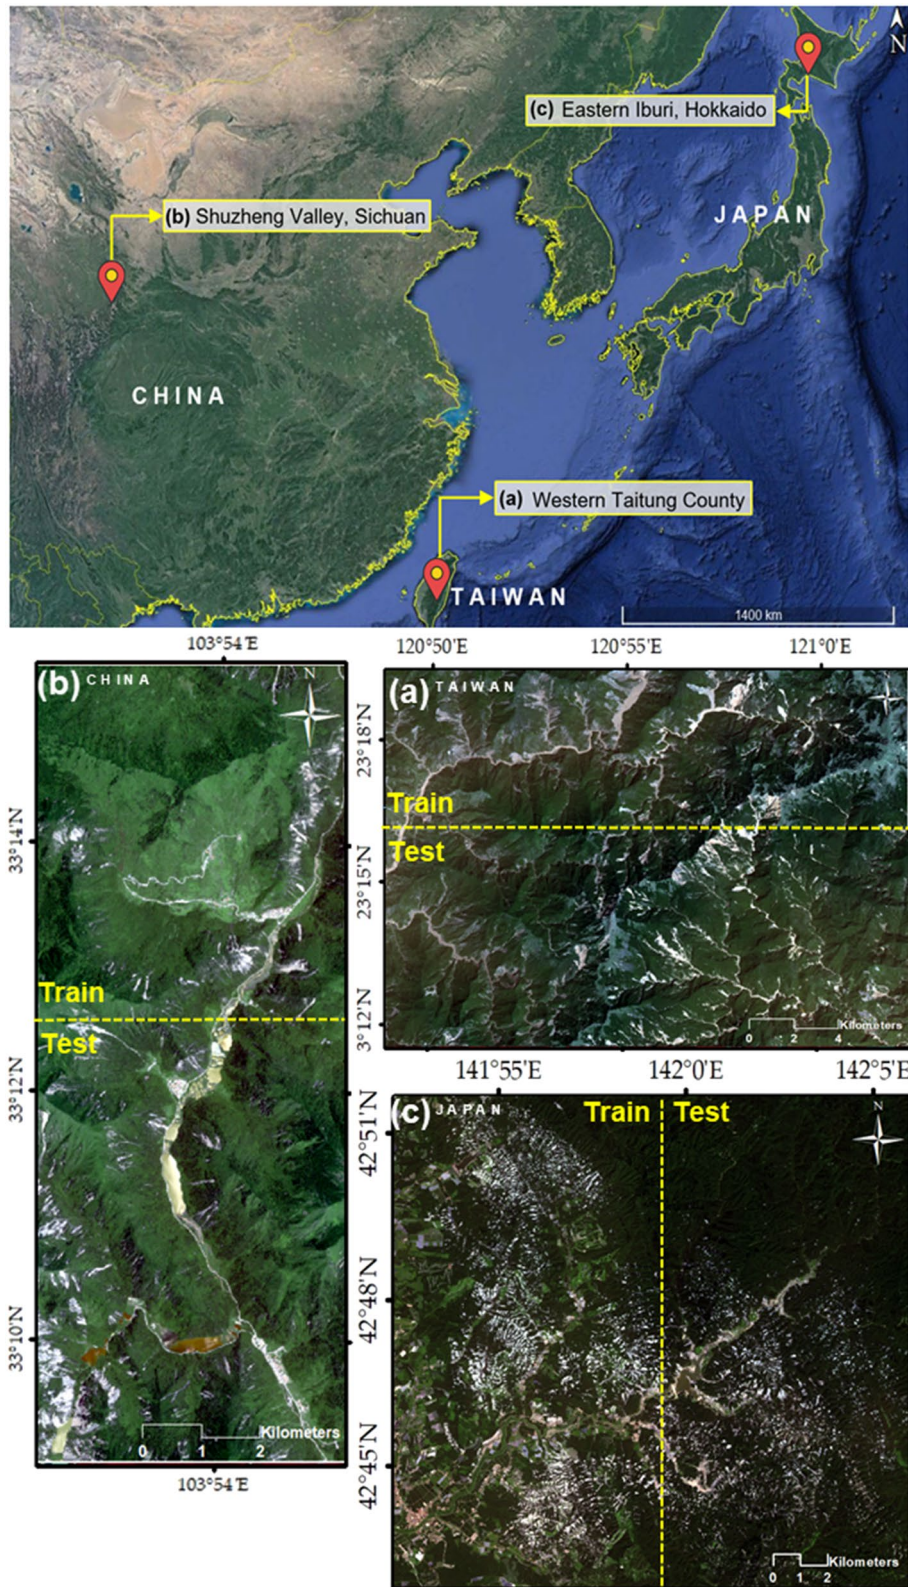 N
(c) Eastern Iburi, Hokkaido
(b) Shuzheng Valley, Sichuan
JAPAN
CHINA
(a) Western Taitung County
TAIWAN
1400 km
103°54'E
(b) CHINA
N
33°14'N
Train
Test
33°12'N
33°10'N
Kilometers
0 1 2
103°54'E
120°50'E 120°55'E 121°0'E
(a) TAIWAN
23°18'N
Train
Test
23°15'N
3°12'N
Kilometers
0 2 4
141°55'E 142°0'E 142°5'E
(c) JAPAN
Train Test
N
42°51'N
42°48'N
42°45'N
Kilometers
0 1 2